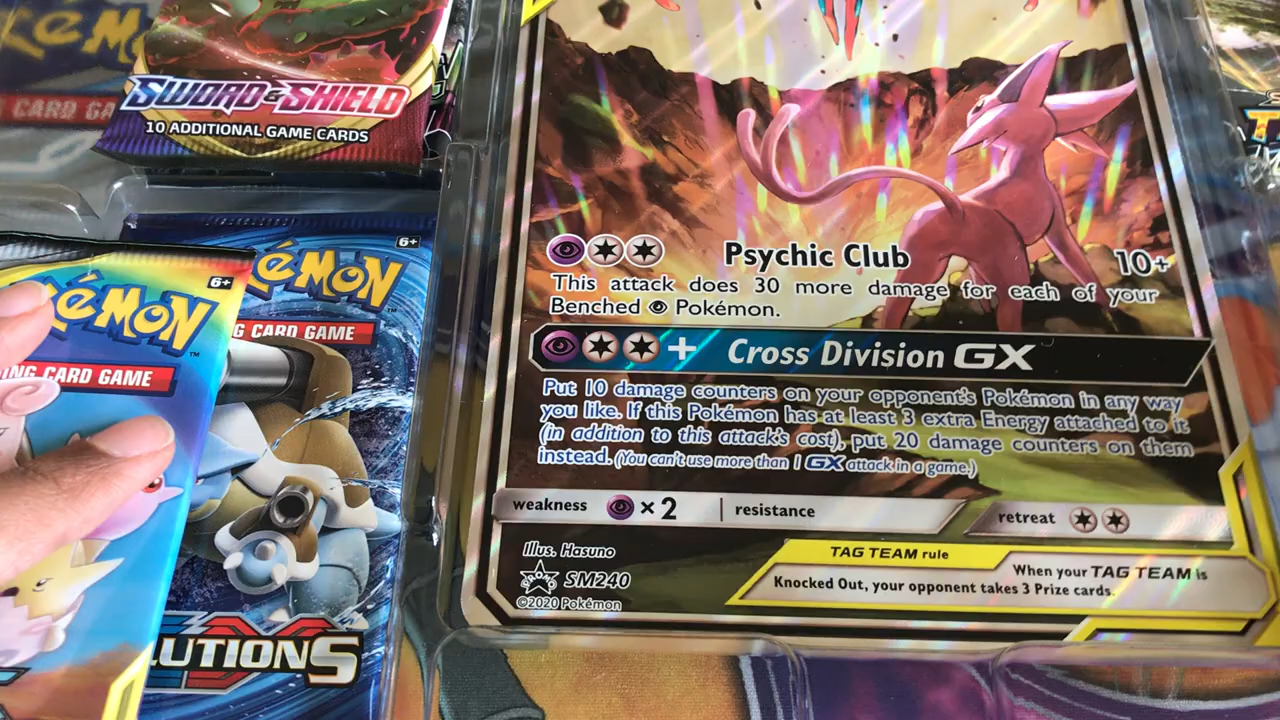 CARD GA
SWORD & SHIELD
10 ADDITIONAL GAME CARDS
6+
éMON
G CARD GAME
6+
KéMON
ING CARD GAME
LUTIONS
Psychic Club 10+
This attack does 30 more damage for each of your
Benched Pokémon.
+ Cross Division GX
Put 10 damage counters on your opponent's Pokémon in any way
you like. If this Pokémon has at least 3 extra Energy attached to it
(in addition to this attack's cost), put 20 damage counters on them
instead. (You can't use more than 1 GX attack in a game.)
weakness ×2 resistance retreat
Illus. Hasuno
PROMO SM240
©2020 Pokémon
TAG TEAM rule When your TAG TEAM is
Knocked Out, your opponent takes 3 Prize cards.